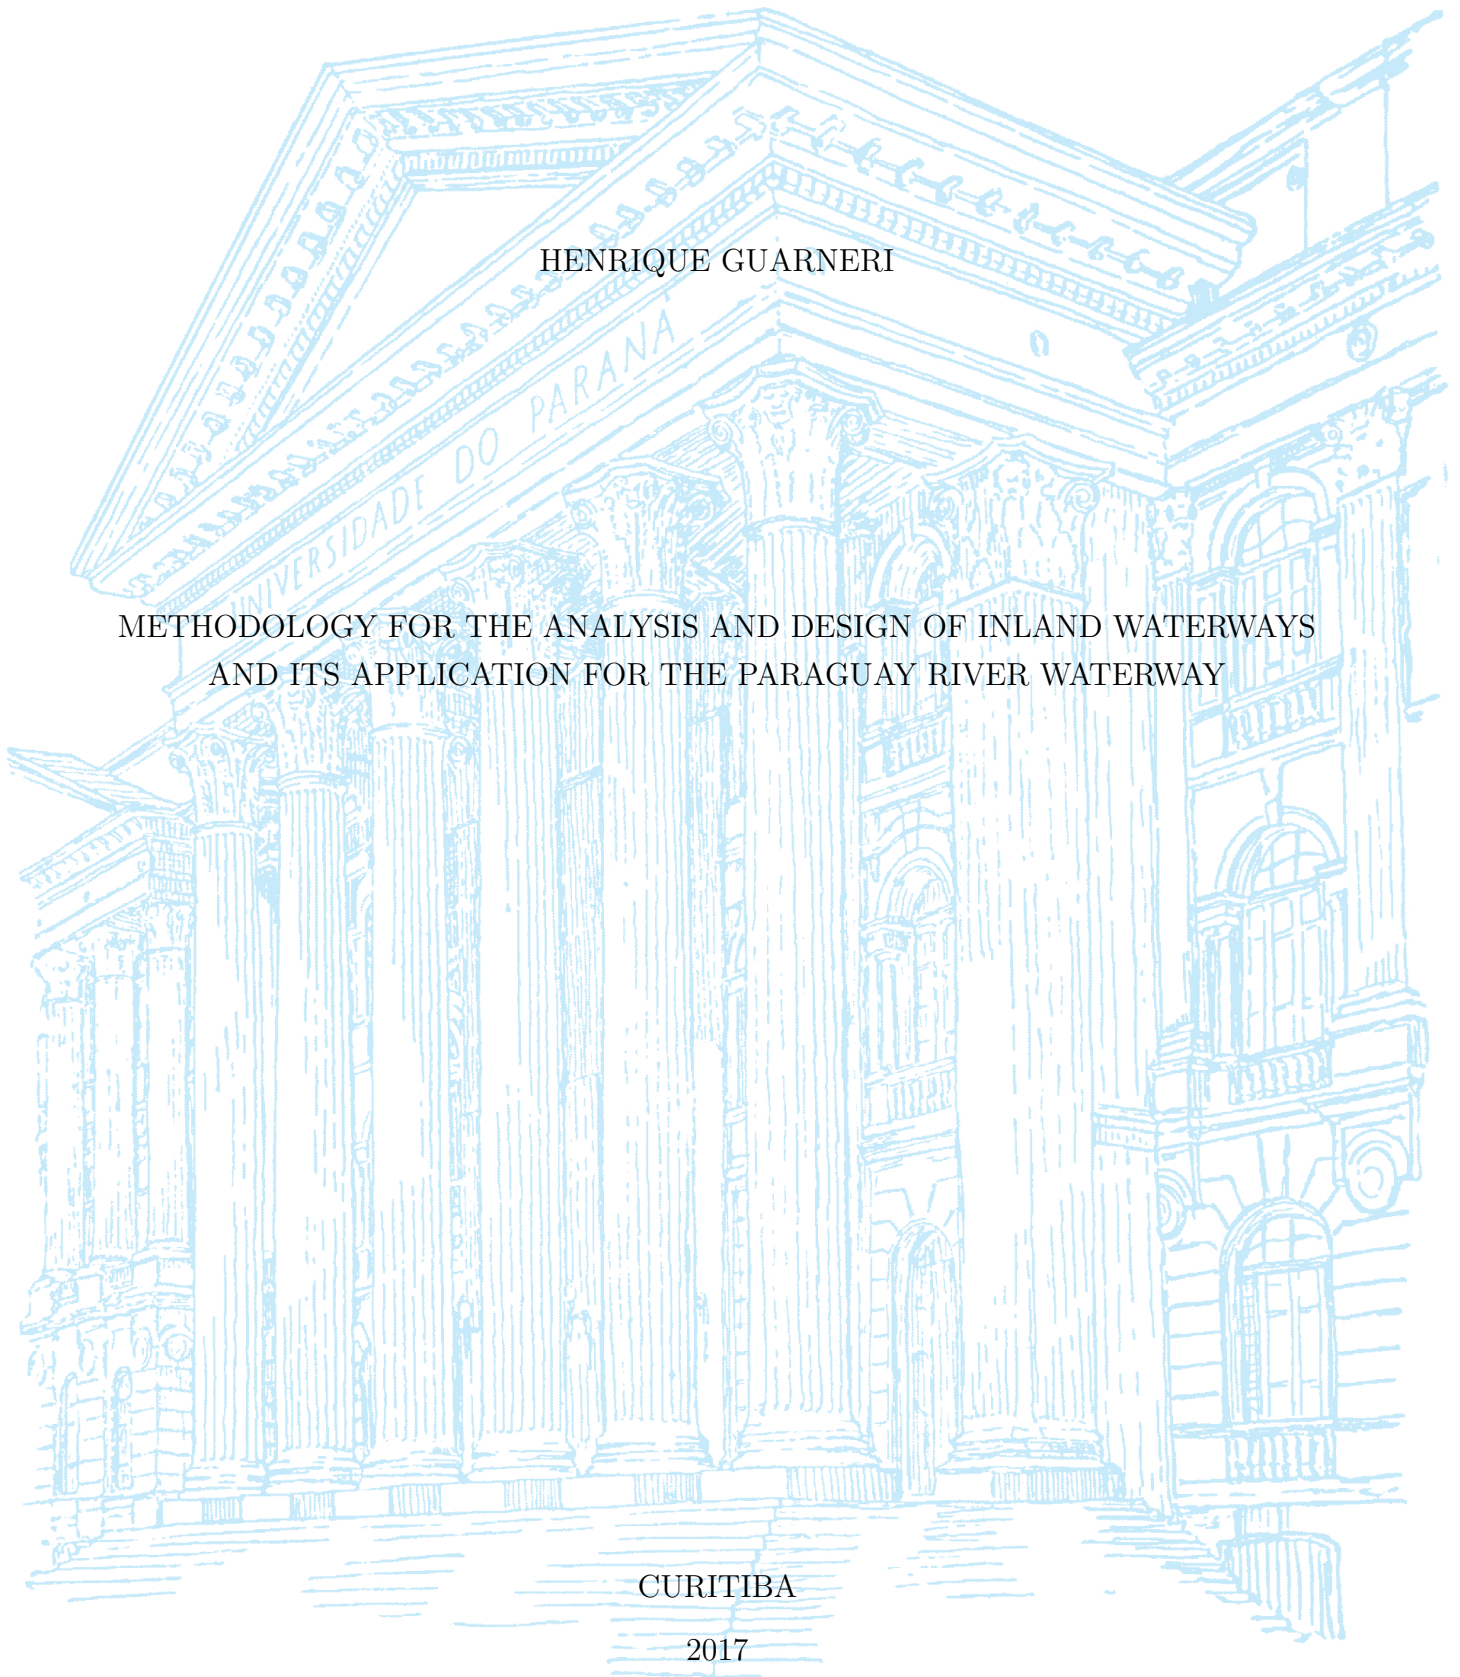 HENRIQUE GUARNERI
UNIVERSIDADE DO PARANÁ
METHODOLOGY FOR THE ANALYSIS AND DESIGN OF INLAND WATERWAYS
AND ITS APPLICATION FOR THE PARAGUAY RIVER WATERWAY
CURITIBA
2017